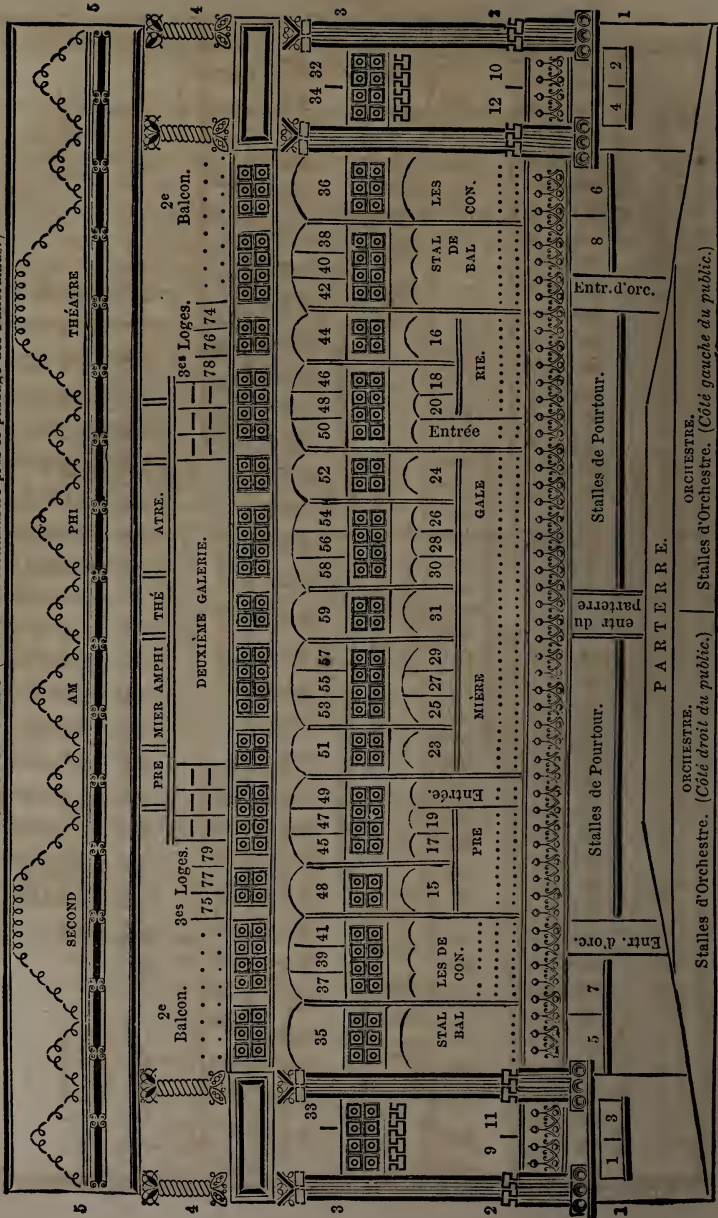 près le passage des Panoramas.)
5 SECOND AM PHI THÉATRE 5
PRE MIER AMPHI THÉ ATRE.
4 2e Balcon. 3es Loges. DEUXIÈME GALERIE. 3es Loges. 2e Balcon. 4
75 77 79 78 76 74
3 33 35 37 39 41 48 45 47 49 51 53 55 57 59 58 56 54 52 50 48 46 44 42 40 38 36 34 32 3
9 11 STAL BAL LES DE CON. 15 17 19 Entrée. 23 25 27 29 31 30 28 26 24 Entrée 20 18 16 STAL DE BAL LES CON. 12 10
PRE MIÈRE GALE RIE.
2 2
1 1
1 3 5 7 Entr. d'orc. Stalles de Pourtour. entr du parterre Stalles de Pourtour. Entr.d'orc. 8 6 4 2
PARTERRE.
ORCHESTRE. ORCHESTRE.
Stalles d'Orchestre. (Côté droit du public.) Stalles d'Orchestre. (Côté gauche du public.)